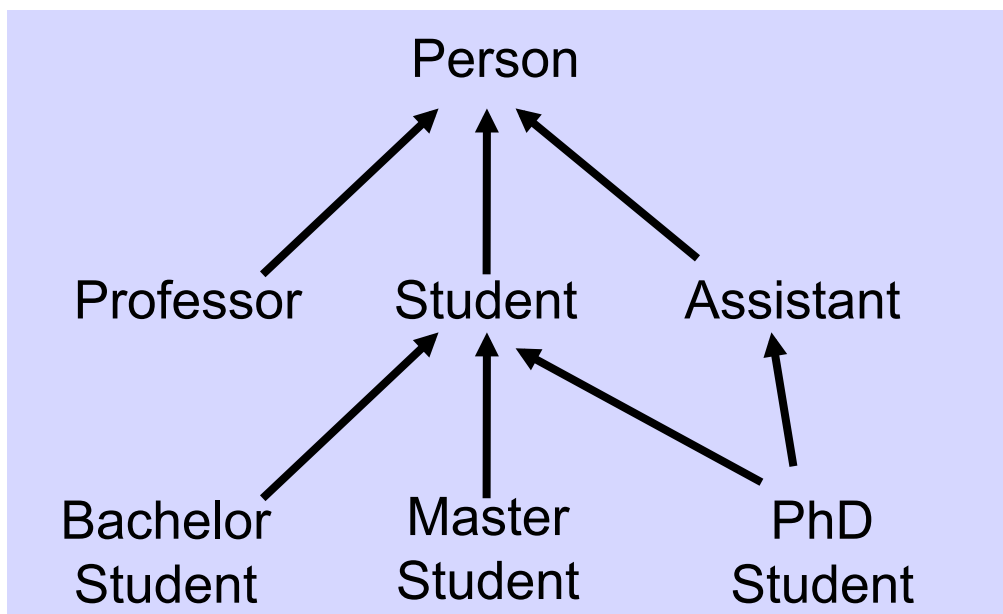 Person
Professor Student Assistant
Bachelor Student
Master Student
PhD Student